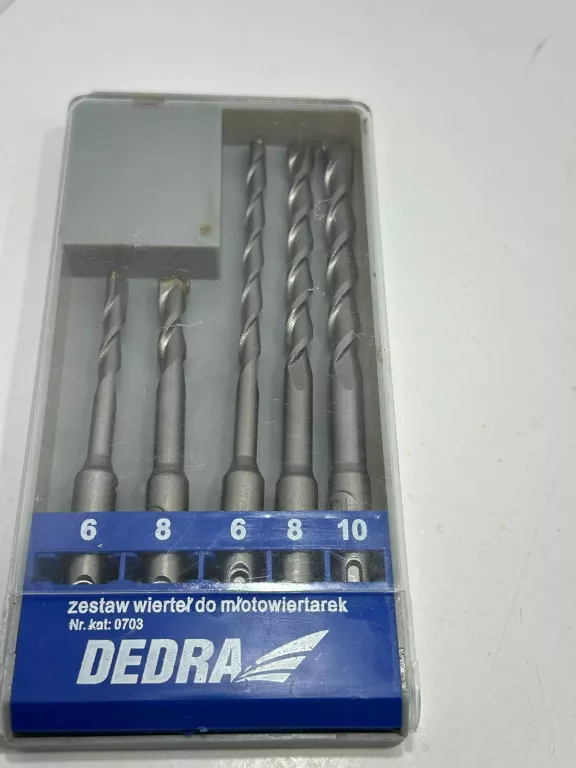 6 8 6 8 10
zestaw wierteł do młotowiertarek
Nr. kat: 0703
DEDRA